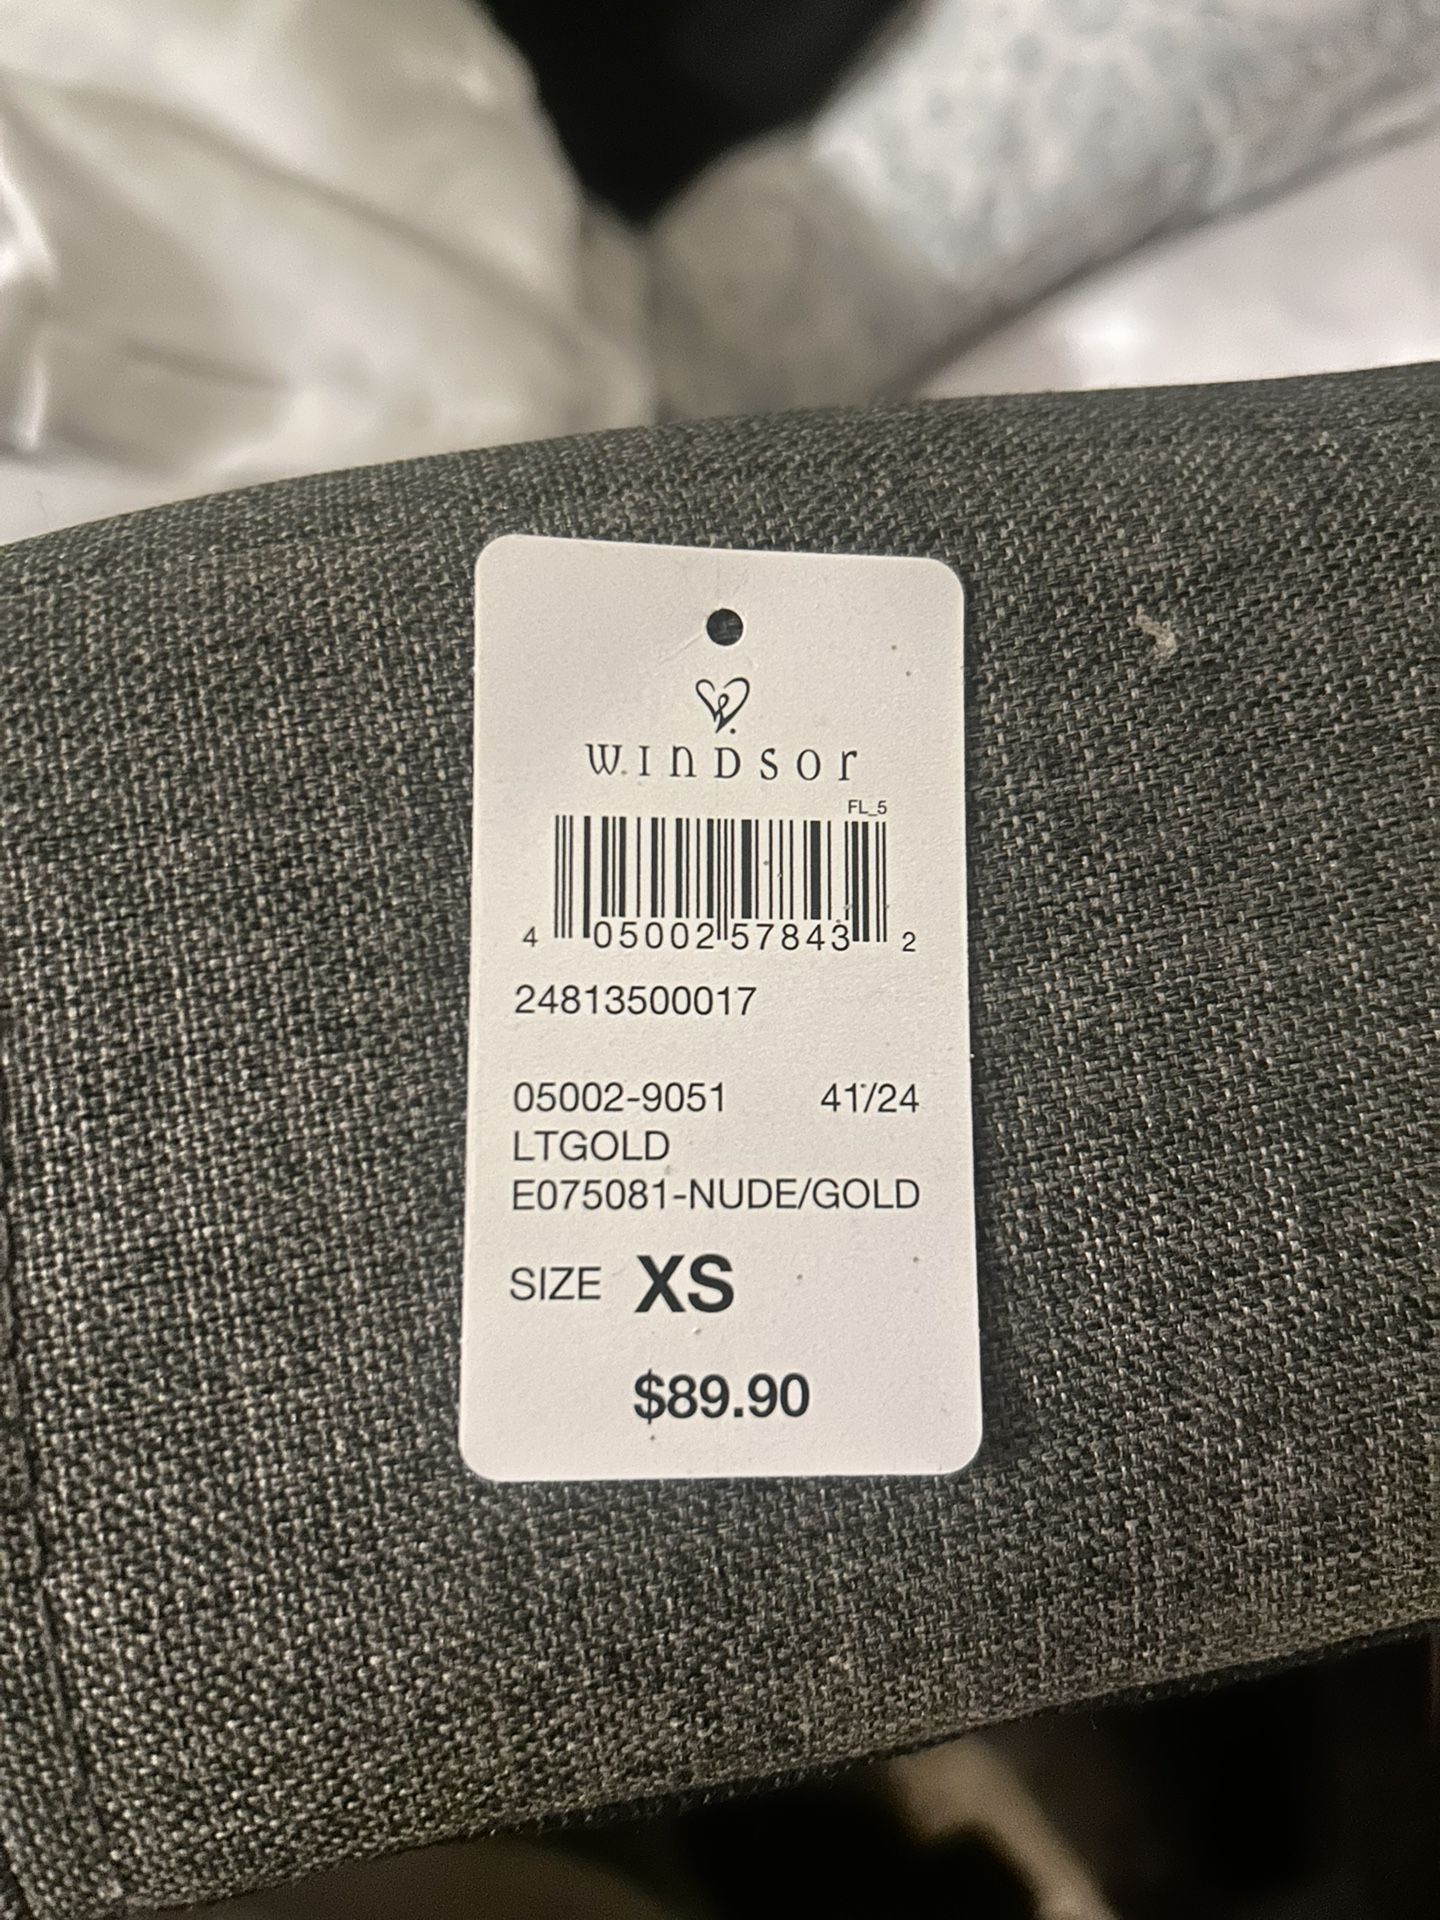 WINDSOR
FL_5
4 05002 57843 2
24813500017
05002-9051 41/24
LTGOLD
E075081-NUDE/GOLD
SIZE XS
$89.90